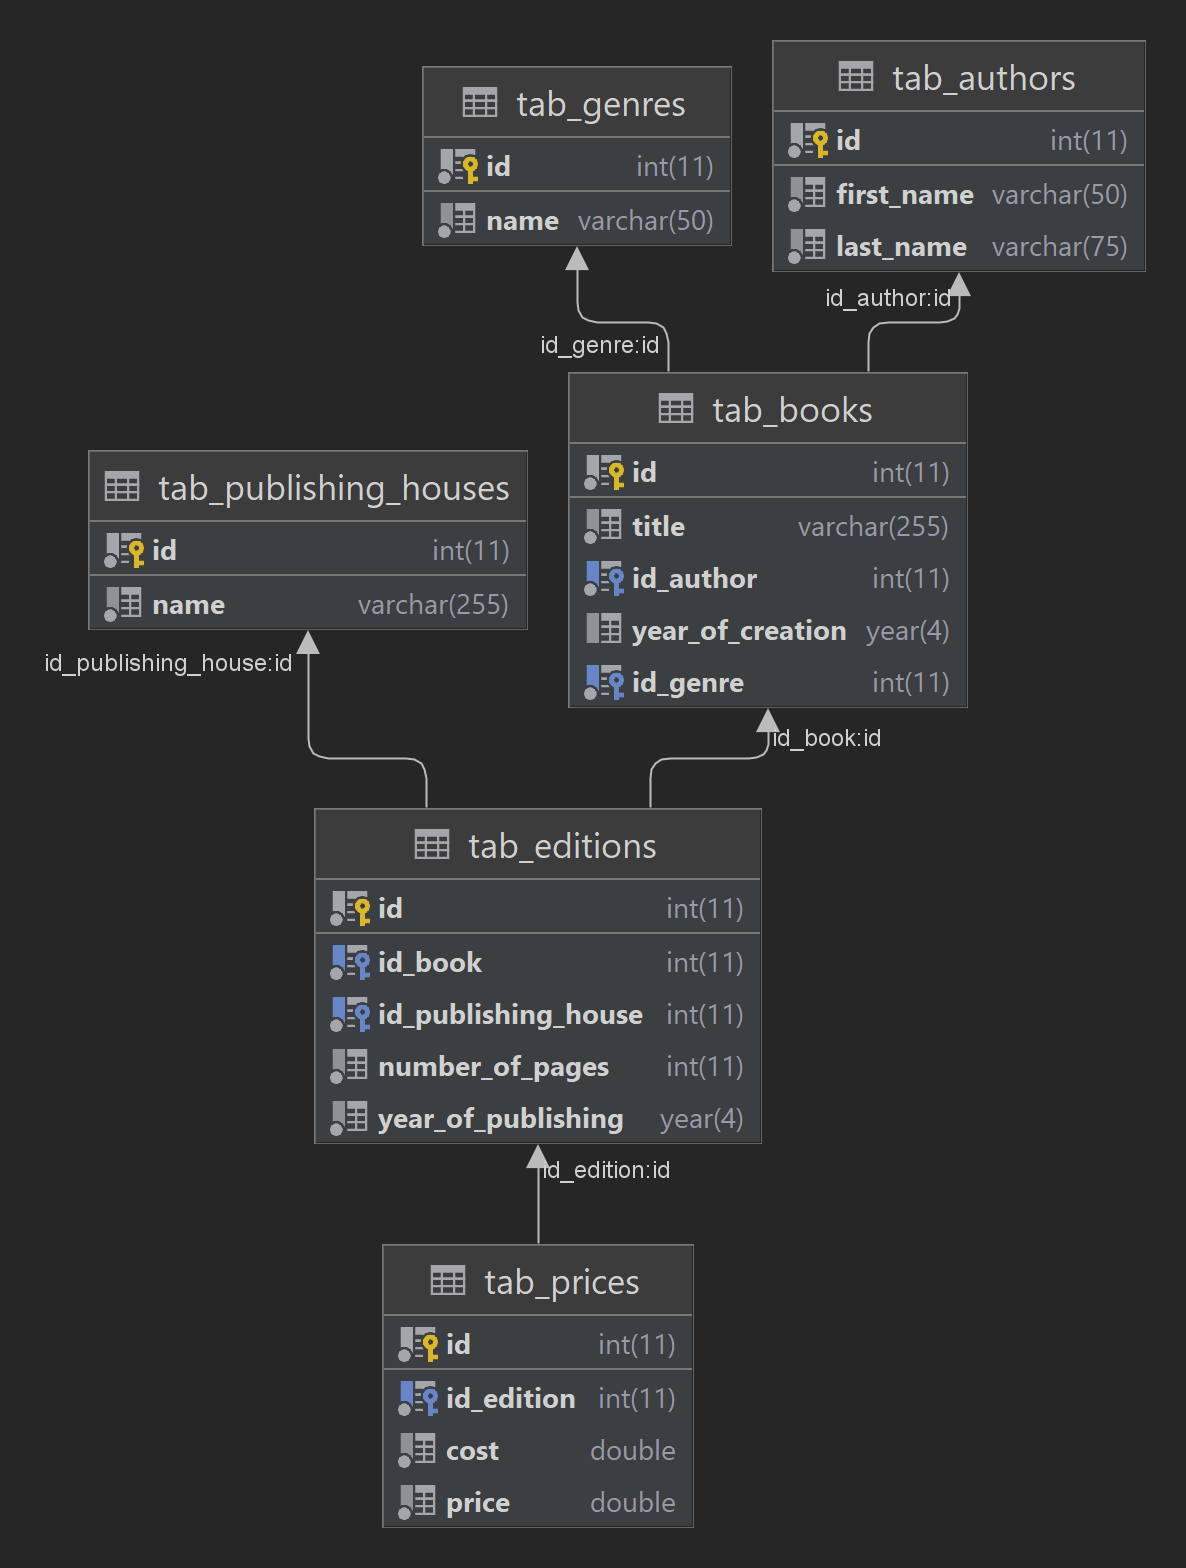 tab_genres
id int(11)
name varchar(50)
tab_authors
id int(11)
first_name varchar(50)
last_name varchar(75)
id_author:id
id_genre:id
tab_books
id int(11)
title varchar(255)
id_author int(11)
year_of_creation year(4)
id_genre int(11)
tab_publishing_houses
id int(11)
name varchar(255)
id_publishing_house:id
id_book:id
tab_editions
id int(11)
id_book int(11)
id_publishing_house int(11)
number_of_pages int(11)
year_of_publishing year(4)
id_edition:id
tab_prices
id int(11)
id_edition int(11)
cost double
price double